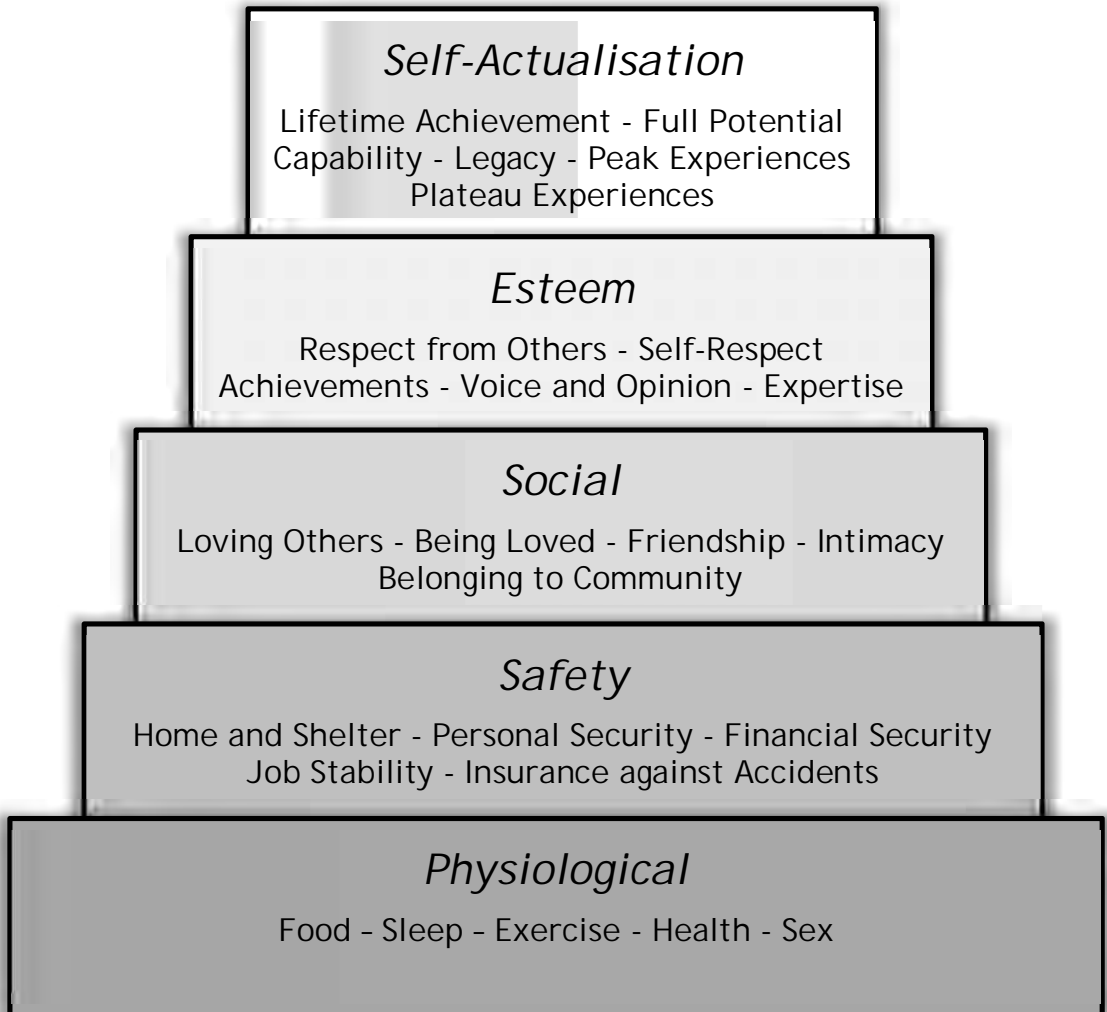 Self-Actualisation
Lifetime Achievement - Full Potential
Capability - Legacy - Peak Experiences
Plateau Experiences
Esteem
Respect from Others - Self-Respect
Achievements - Voice and Opinion - Expertise
Social
Loving Others - Being Loved - Friendship - Intimacy
Belonging to Community
Safety
Home and Shelter - Personal Security - Financial Security
Job Stability - Insurance against Accidents
Physiological
Food – Sleep – Exercise - Health - Sex